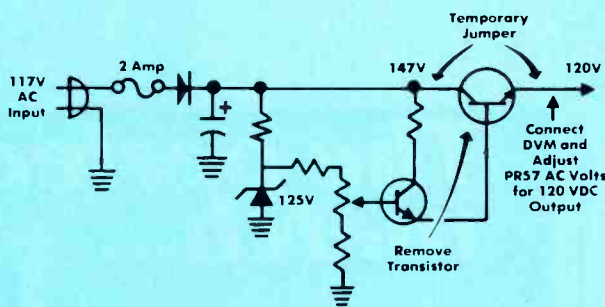 Temporary
Jumper
2 Amp
147V
120V
117V
AC
Input
+
125V
Connect
DVM and
Adjust
PR57 AC Volts
for 120 VDC
Output
Remove
Transistor